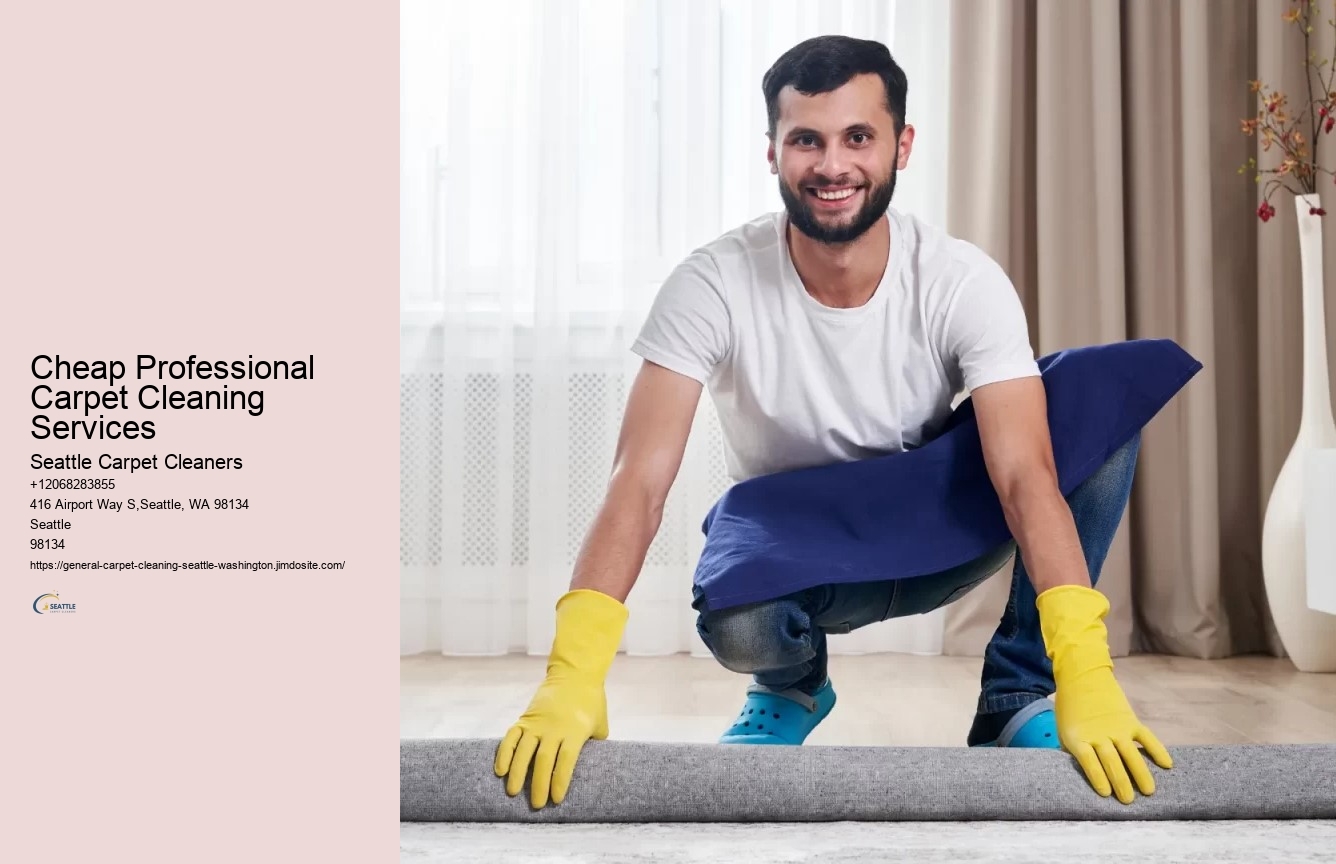 Cheap Professional
Carpet Cleaning
Services
Seattle Carpet Cleaners
+12068283855
416 Airport Way S,Seattle, WA 98134
Seattle
98134
https://general-carpet-cleaning-seattle-washington.jimdosite.com/
SEATTLE